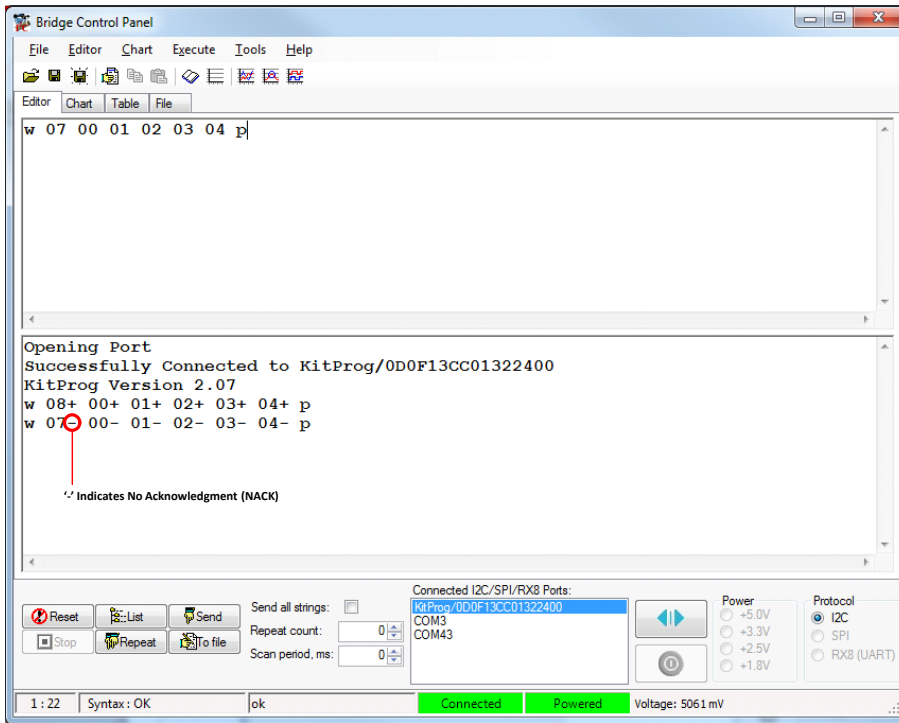 Bridge Control Panel
File Editor Chart Execute Tools Help
Editor Chart Table File
w 07 00 01 02 03 04 p
Opening Port
Successfully Connected to KitProg/0D0F13CC01322400
KitProg Version 2.07
w 08+ 00+ 01+ 02+ 03+ 04+ p
w 07- 00- 01- 02- 03- 04- p
‘-’ Indicates No Acknowledgment (NACK)
Connected I2C/SPI/RX8 Ports:
Reset List Send
Stop Repeat To file
Send all strings:
Repeat count: 0
Scan period, ms: 0
KitProg/0D0F13CC01322400
COM3
COM43
Power
+5.0V
+3.3V
+2.5V
+1.8V
Protocol
I2C
SPI
RX8 (UART)
1 : 22 Syntax : OK ok Connected Powered Voltage: 5061 mV